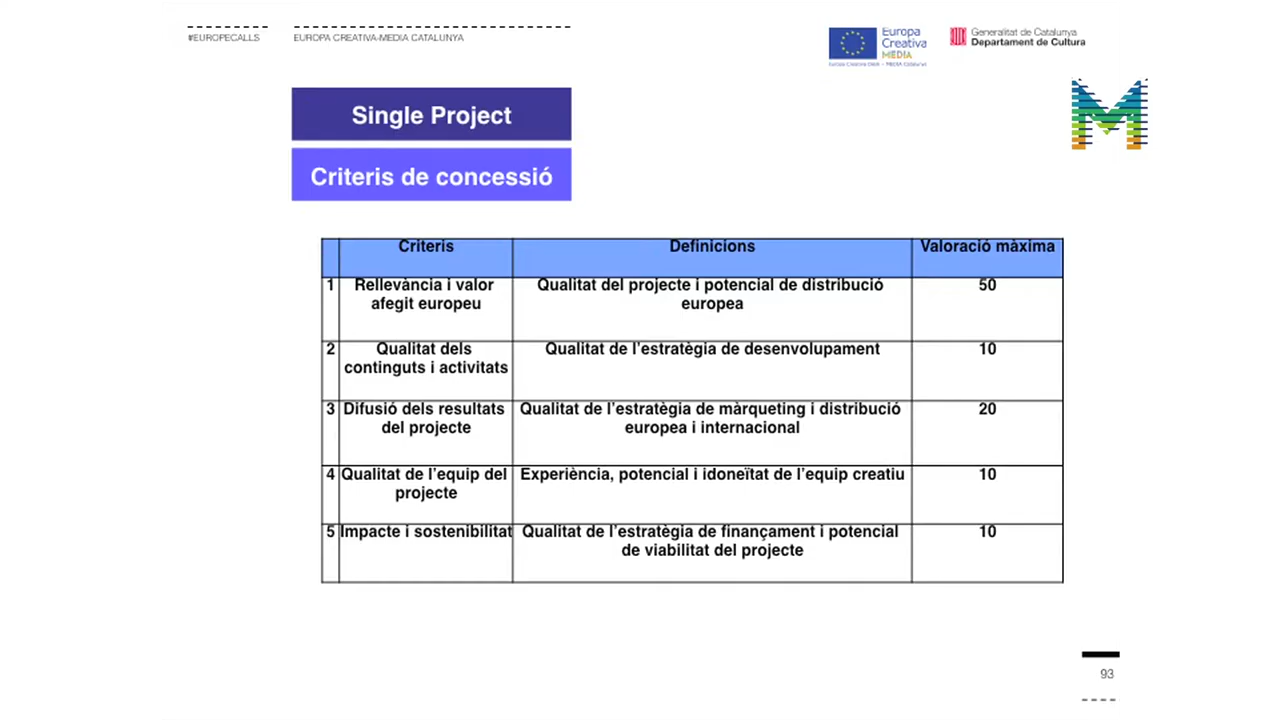 #EUROPECALLS
EUROPA CREATIVA-MEDIA CATALUNYA
Europa
Creativa
MEDIA
Generalitat de Catalunya
Departament de Cultura
Single Project
Criteris de concessió
Criteris Definicions Valoració màxima
1 Rellevància i valor Qualitat del projecte i potencial de distribució 50
afegit europeu europea
2 Qualitat dels Qualitat de l'estratègia de desenvolupament 10
continguts i activitats
3 Difusió dels resultats Qualitat de l'estratègia de màrqueting i distribució 20
del projecte europea i internacional
4 Qualitat de l'equip del Experiència, potencial i idoneïtat de l'equip creatiu 10
projecte
5 Impacte i sostenibilitat Qualitat de l'estratègia de finançament i potencial 10
de viabilitat del projecte
93